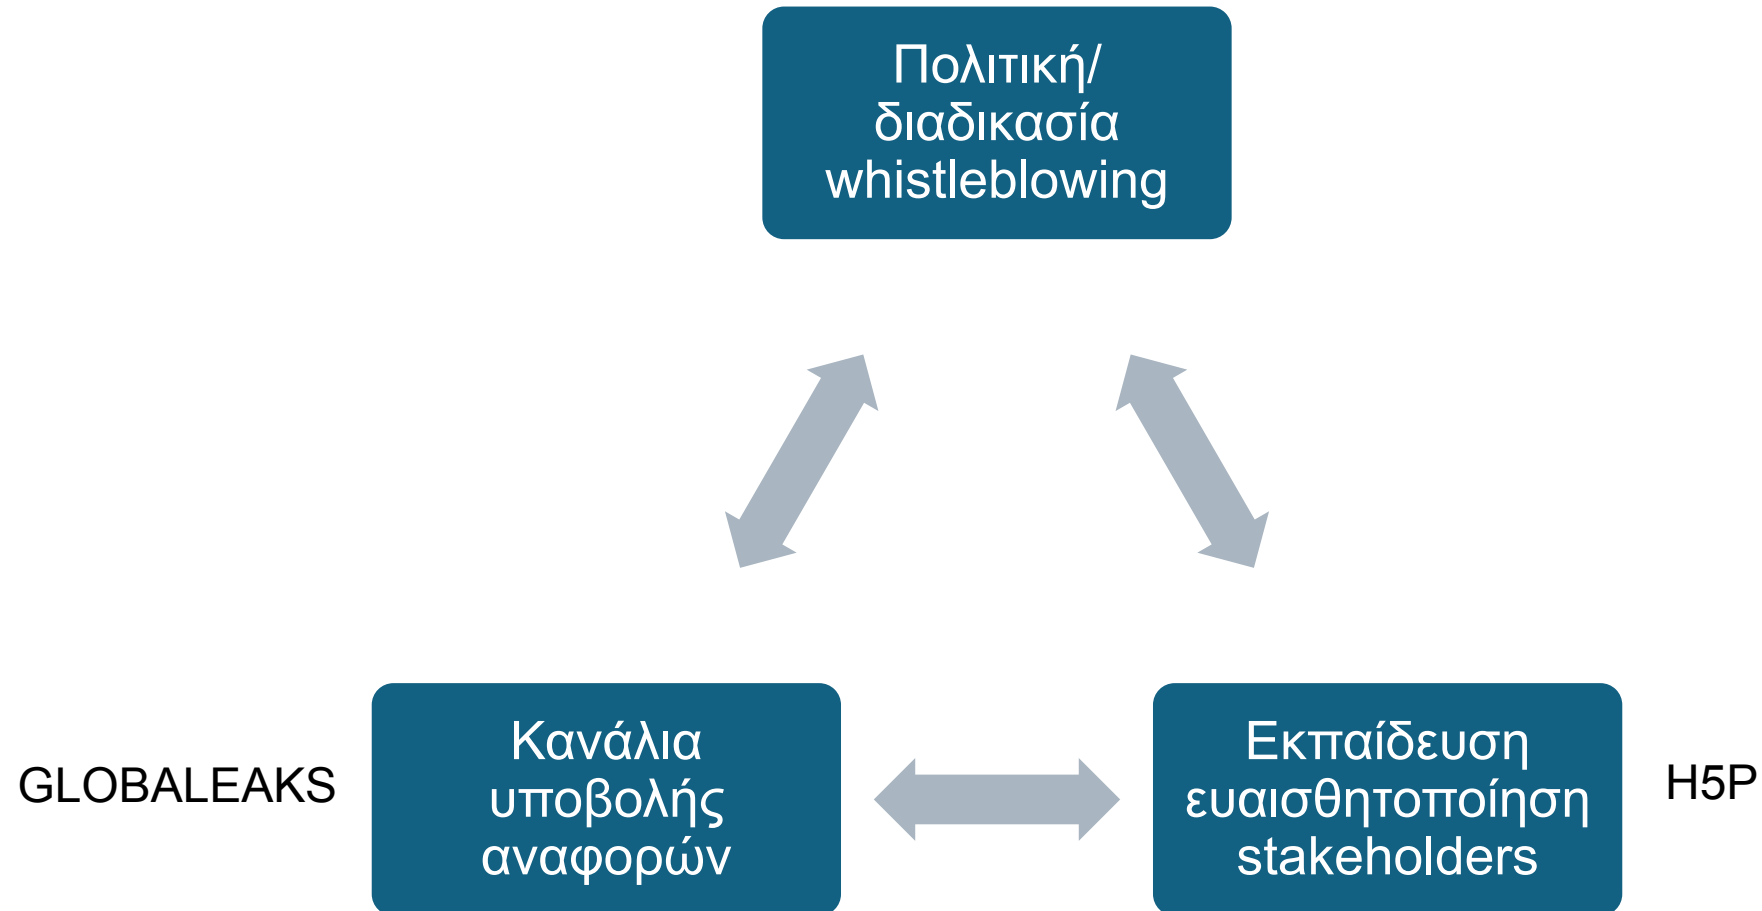 Πολιτική/
διαδικασία
whistleblowing
GLOBALEAKS
Κανάλια
υποβολής
αναφορών
Εκπαίδευση
ευαισθητοποίηση
stakeholders
H5P